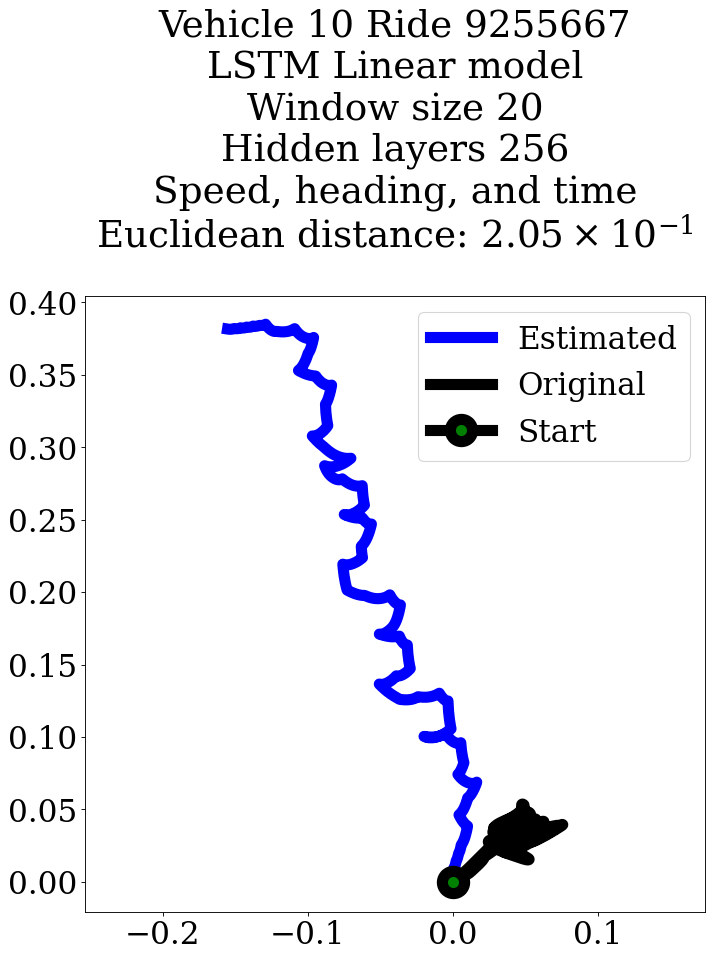 Vehicle 10 Ride 9255667
LSTM Linear model
Window size 20
Hidden layers 256
Speed, heading, and time
Euclidean distance: 2.05 × 10⁻¹
0.40
Estimated
0.35
Original
Start
0.30
0.25
0.20
0.15
0.10
0.05
0.00
−0.2 −0.1 0.0 0.1